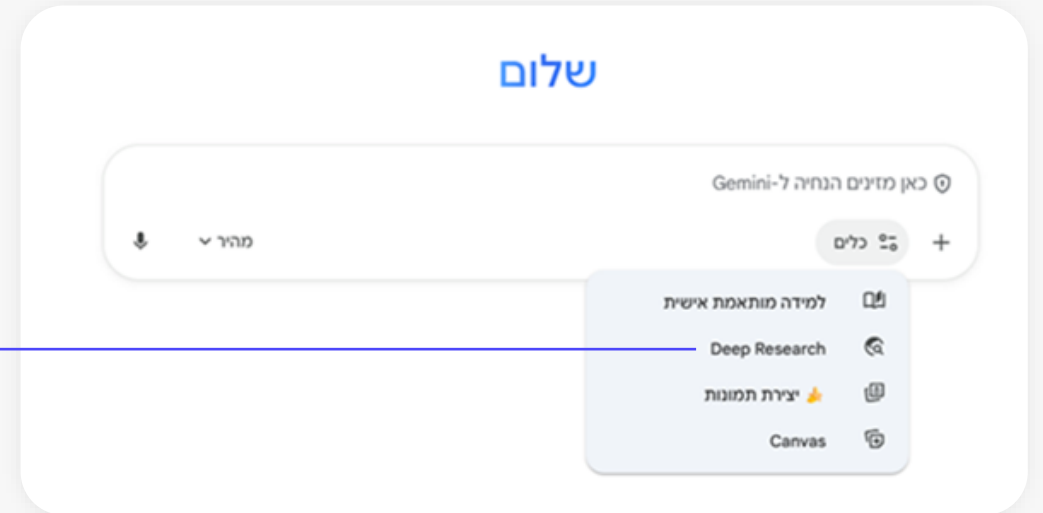 שלום
כאן מזינים הנחיה ל-Gemini
כלים מהיר
למידה מותאמת אישית
Deep Research
יצירת תמונות
Canvas